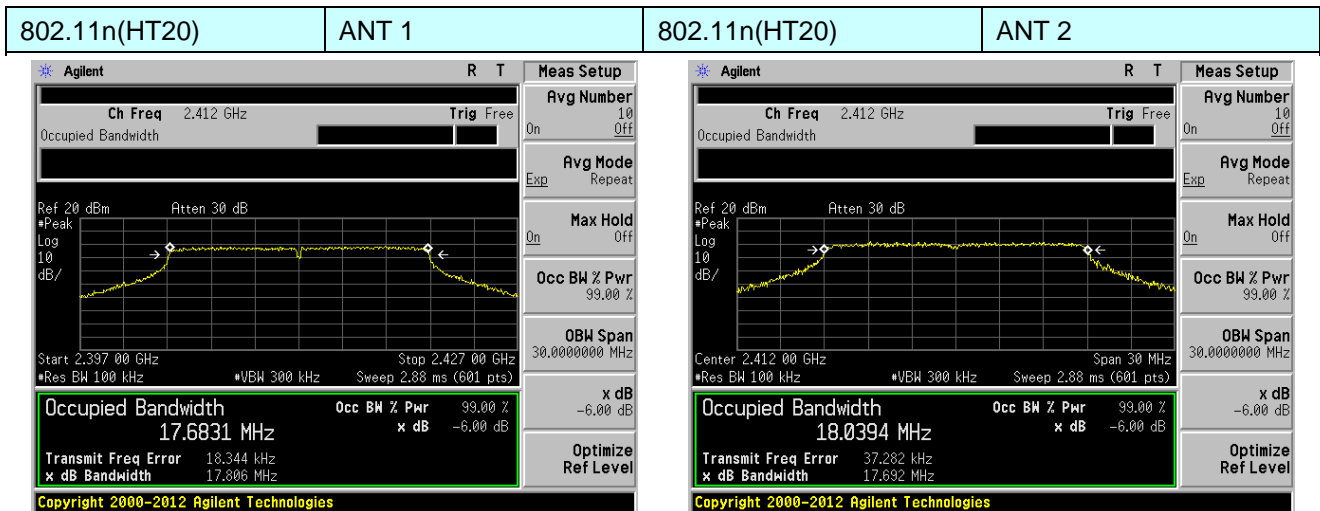 802.11n(HT20) ANT 1 802.11n(HT20) ANT 2
Agilent R T
Ch Freq 2.412 GHz Trig Free
Occupied Bandwidth
Ref 20 dBm Atten 30 dB
#Peak
Log
10
dB/
Start 2.397 00 GHz Stop 2.427 00 GHz
#Res BW 100 kHz #VBW 300 kHz Sweep 2.88 ms (601 pts)
Occupied Bandwidth
17.6831 MHz
Occ BW % Pwr 99.00 %
x dB -6.00 dB
Transmit Freq Error 18.344 kHz
x dB Bandwidth 17.806 MHz
Copyright 2000-2012 Agilent Technologies
Meas Setup
Avg Number
10
On Off
Avg Mode
Exp Repeat
Max Hold
On Off
Occ BW % Pwr
99.00 %
OBW Span
30.0000000 MHz
x dB
-6.00 dB
Optimize
Ref Level
Agilent R T
Ch Freq 2.412 GHz Trig Free
Occupied Bandwidth
Ref 20 dBm Atten 30 dB
#Peak
Log
10
dB/
Center 2.412 00 GHz Span 30 MHz
#Res BW 100 kHz #VBW 300 kHz Sweep 2.88 ms (601 pts)
Occupied Bandwidth
18.0394 MHz
Occ BW % Pwr 99.00 %
x dB -6.00 dB
Transmit Freq Error 37.282 kHz
x dB Bandwidth 17.692 MHz
Copyright 2000-2012 Agilent Technologies
Meas Setup
Avg Number
10
On Off
Avg Mode
Exp Repeat
Max Hold
On Off
Occ BW % Pwr
99.00 %
OBW Span
30.0000000 MHz
x dB
-6.00 dB
Optimize
Ref Level